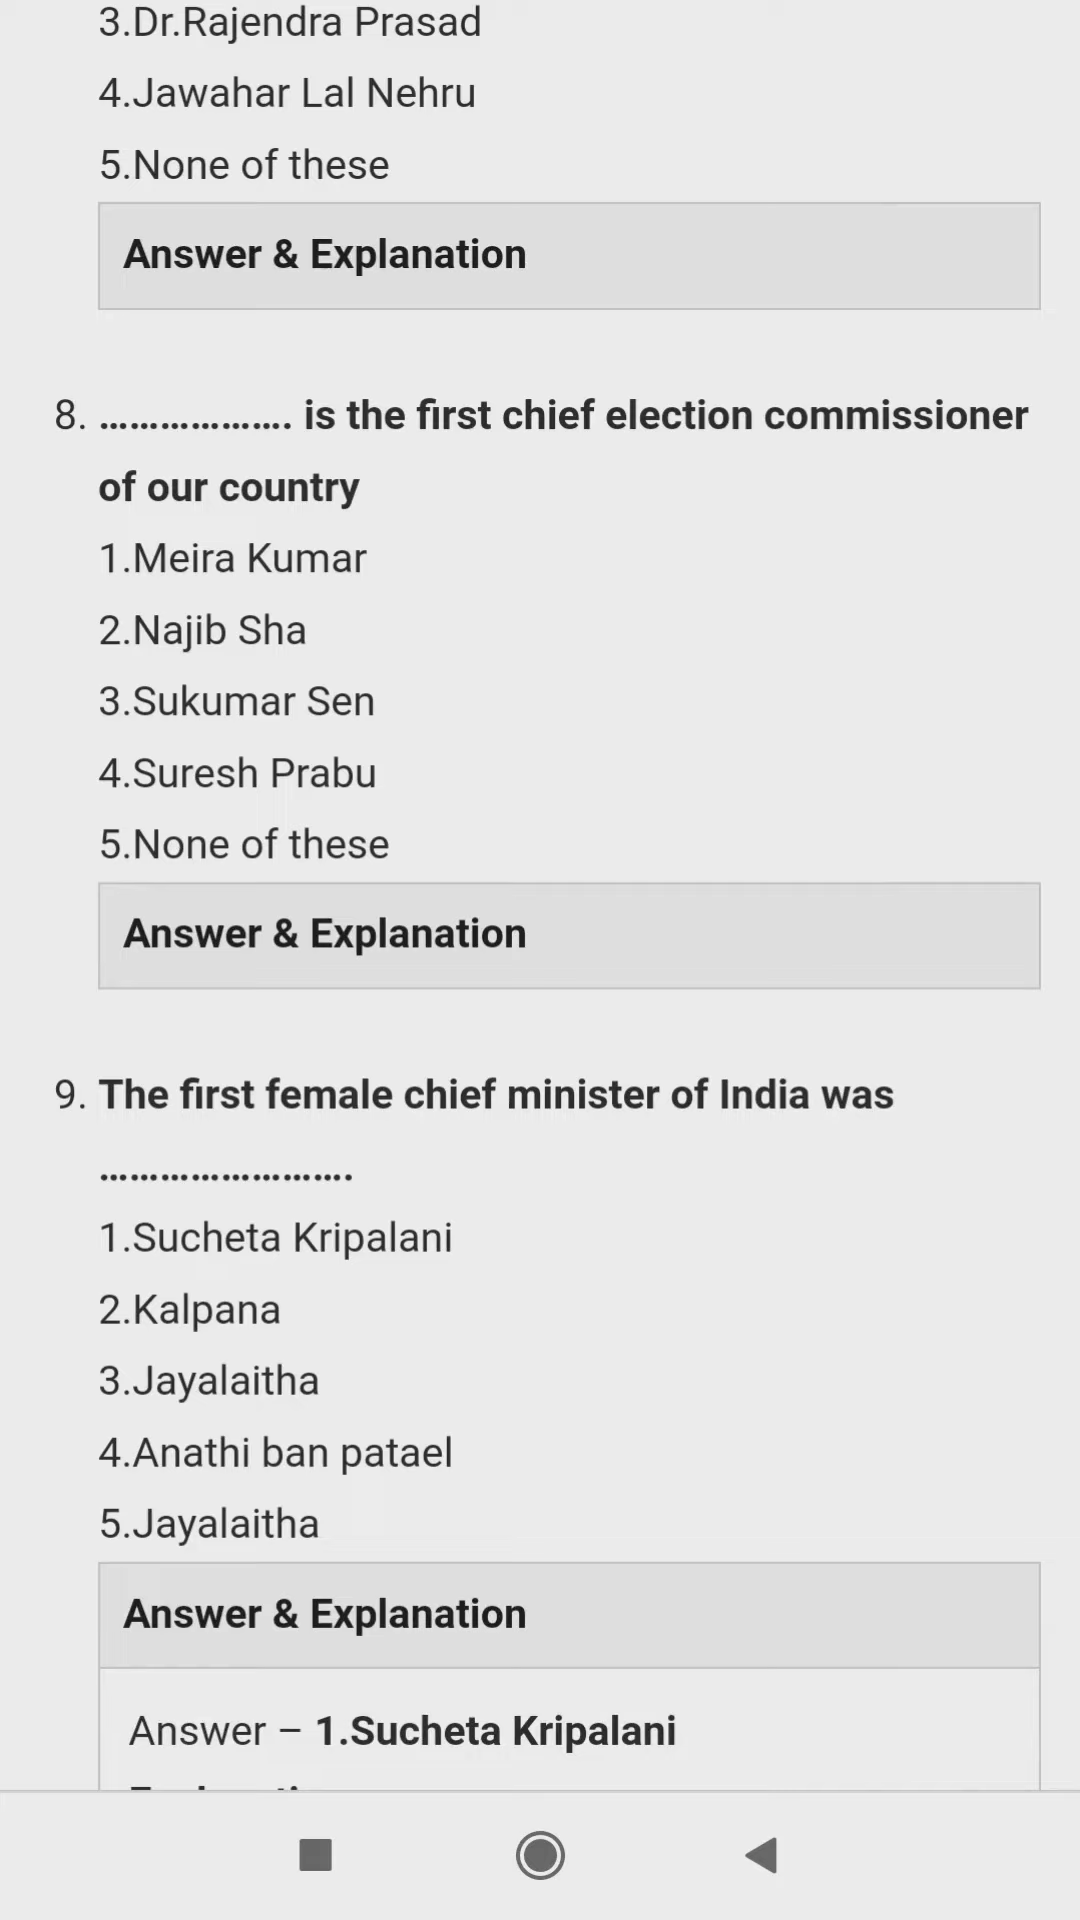 3.Dr.Rajendra Prasad
4.Jawahar Lal Nehru
5.None of these
Answer & Explanation
8. ………………. is the first chief election commissioner
of our country
1.Meira Kumar
2.Najib Sha
3.Sukumar Sen
4.Suresh Prabu
5.None of these
Answer & Explanation
9. The first female chief minister of India was
…………………….
1.Sucheta Kripalani
2.Kalpana
3.Jayalaitha
4.Anathi ban patael
5.Jayalaitha
Answer & Explanation
Answer – 1.Sucheta Kripalani